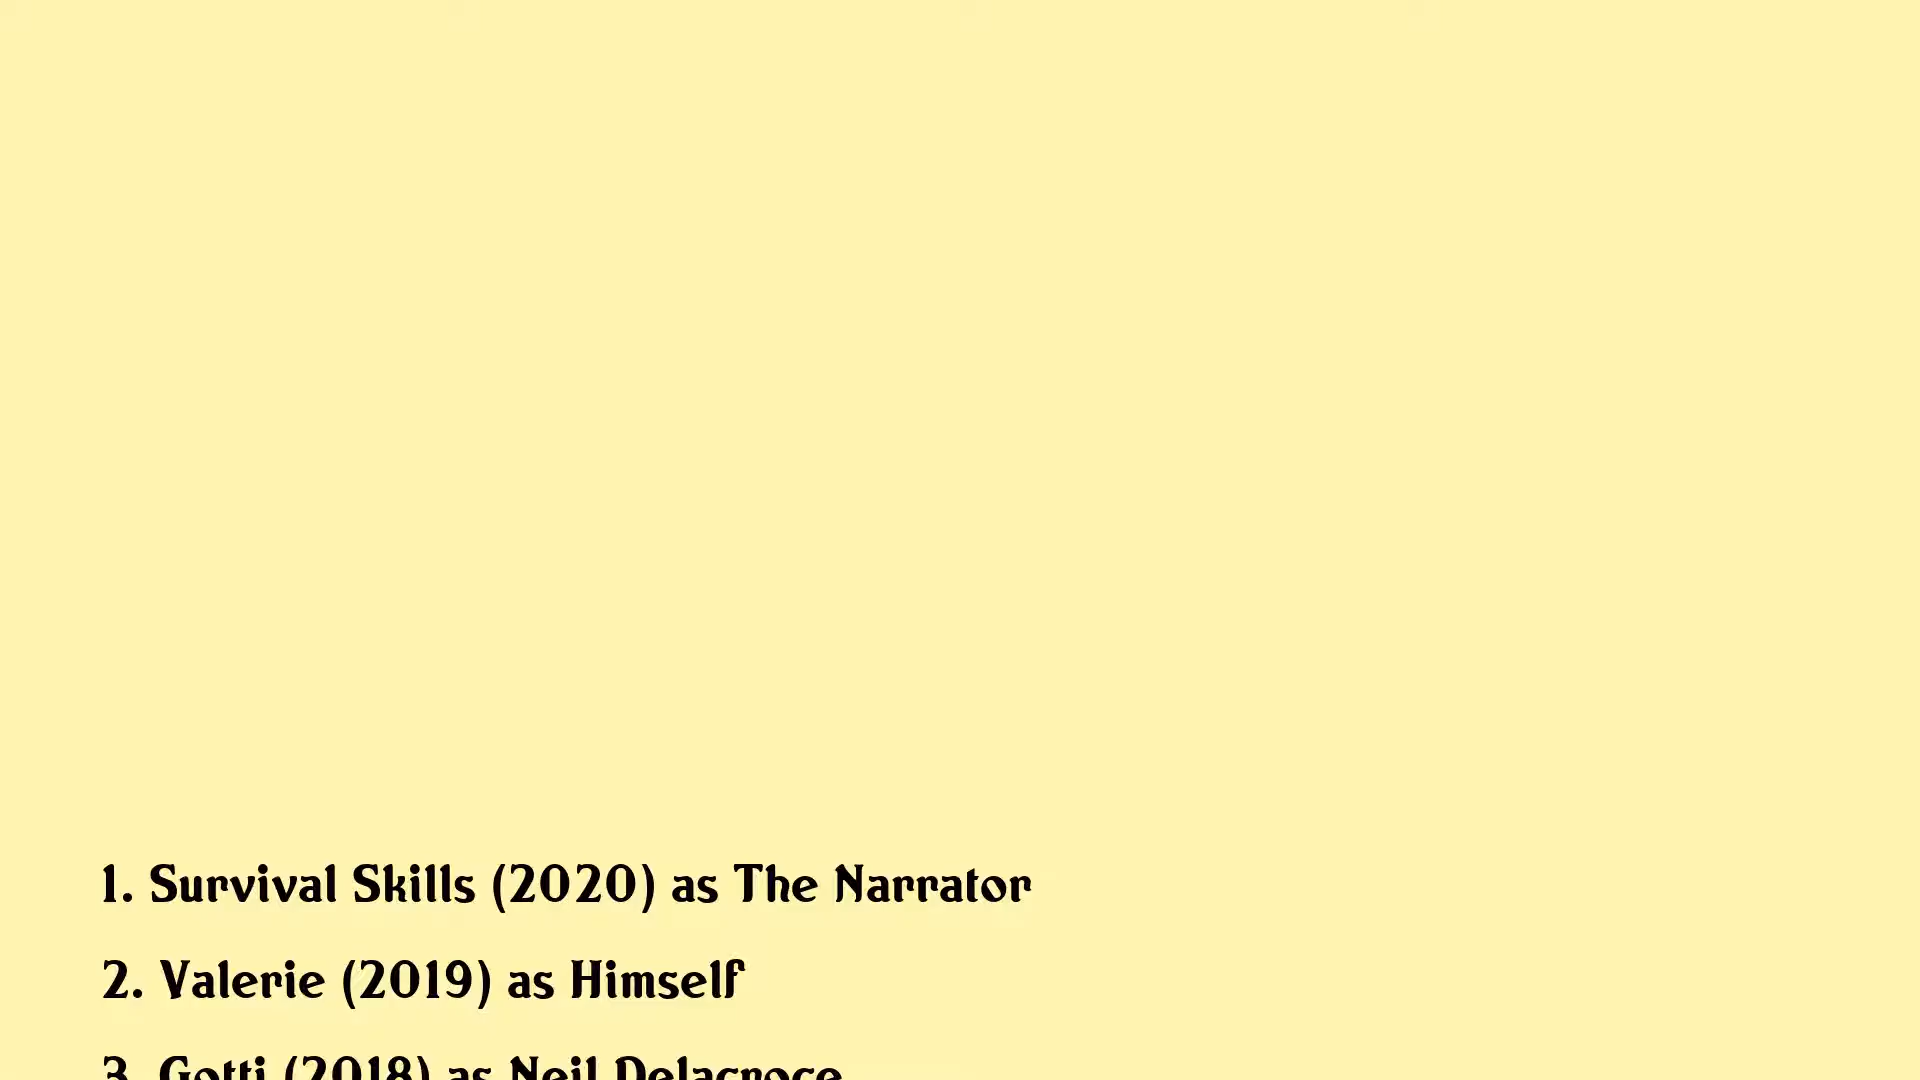 1. Survival Skills (2020) as The Narrator
2. Valerie (2019) as Himself
3. Gotti (2018) as Neil Delacroce